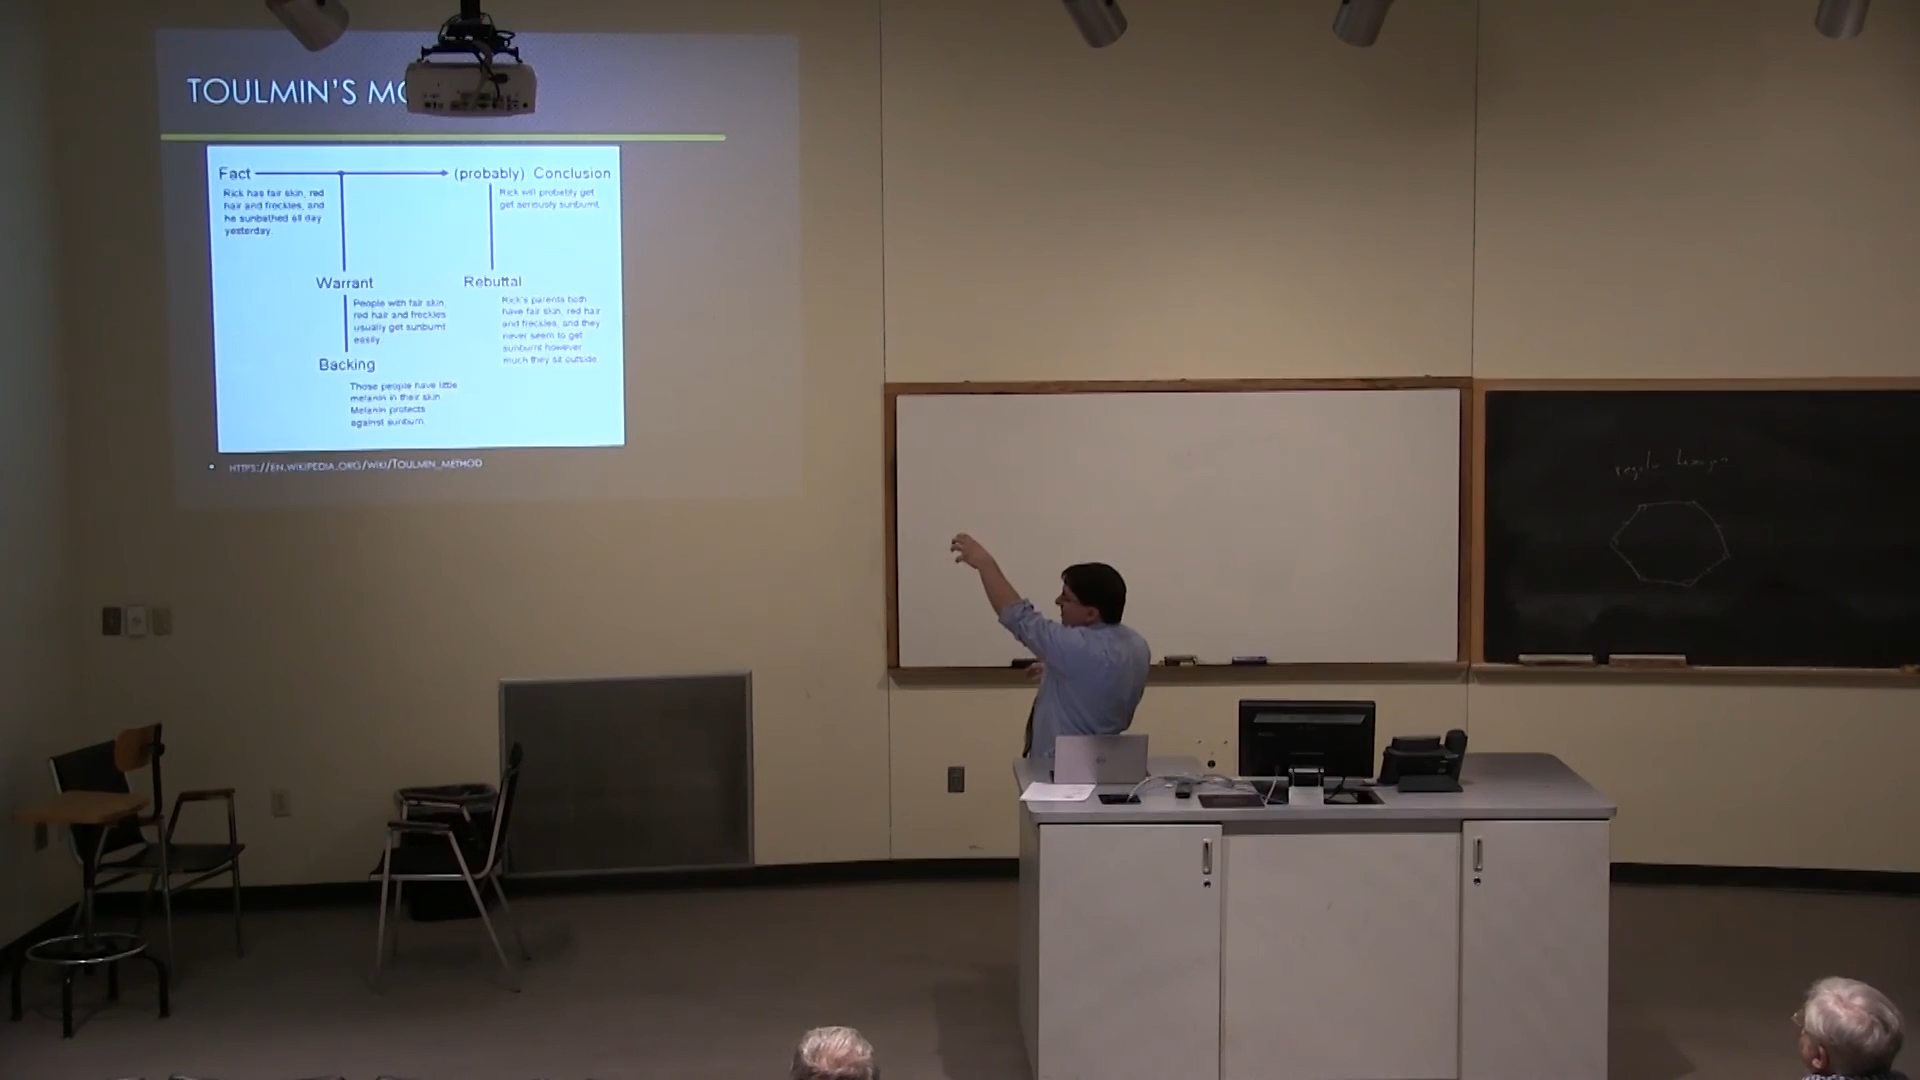 TOULMIN'S MO
Fact
(probably) Conclusion
Rick has fair skin, red
hair and freckles, and
he sunbathed all day
yesterday.
Rick will probably get
get seriously sunburnt.
Warrant
Rebuttal
People with fair skin,
red hair and freckles
usually get sunburnt
easily.
Rick's parents both
have fair skin, red hair
and freckles, and they
never seem to get
sunburnt however
much they sit outside.
Backing
Those people have little
melanin in their skin.
Melanin protects
against sunburn.
• HTTPS://EN.WIKIPEDIA.ORG/WIKI/TOULMIN_METHOD
regular hexagon